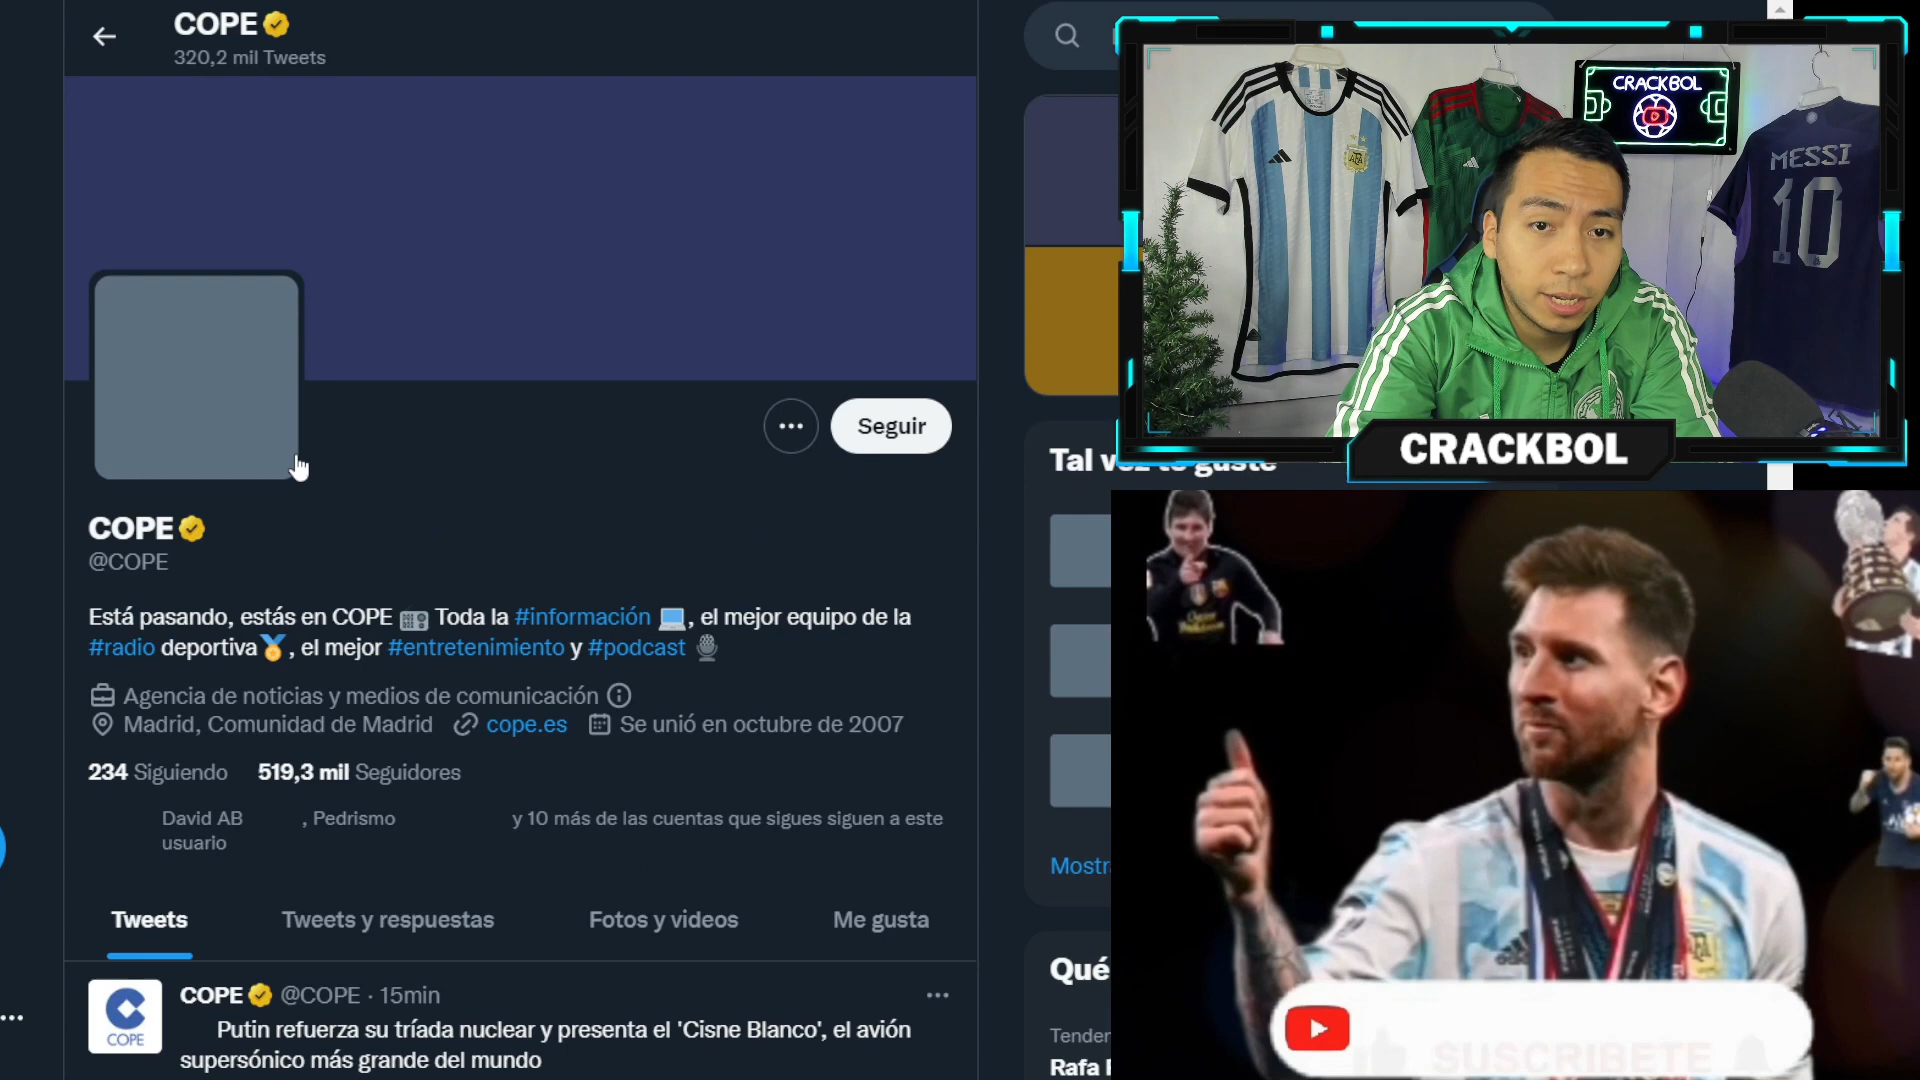 COPE
320,2 mil Tweets
Seguir
COPE
@COPE
Está pasando, estás en COPE Toda la #información , el mejor equipo de la
#radio deportiva , el mejor #entretenimiento y #podcast
Agencia de noticias y medios de comunicación
Madrid, Comunidad de Madrid cope.es Se unió en octubre de 2007
234 Siguiendo 519,3 mil Seguidores
David AB , Pedrismo y 10 más de las cuentas que sigues siguen a este
usuario
Tweets Tweets y respuestas Fotos y videos Me gusta
COPE @COPE · 15min
COPE
Putin refuerza su tríada nuclear y presenta el 'Cisne Blanco', el avión
supersónico más grande del mundo
CRACKBOL
MESSI
10
AFA
CRACKBOL
Tal vez te guste
Qué
Rafa
SUSCRIBETE